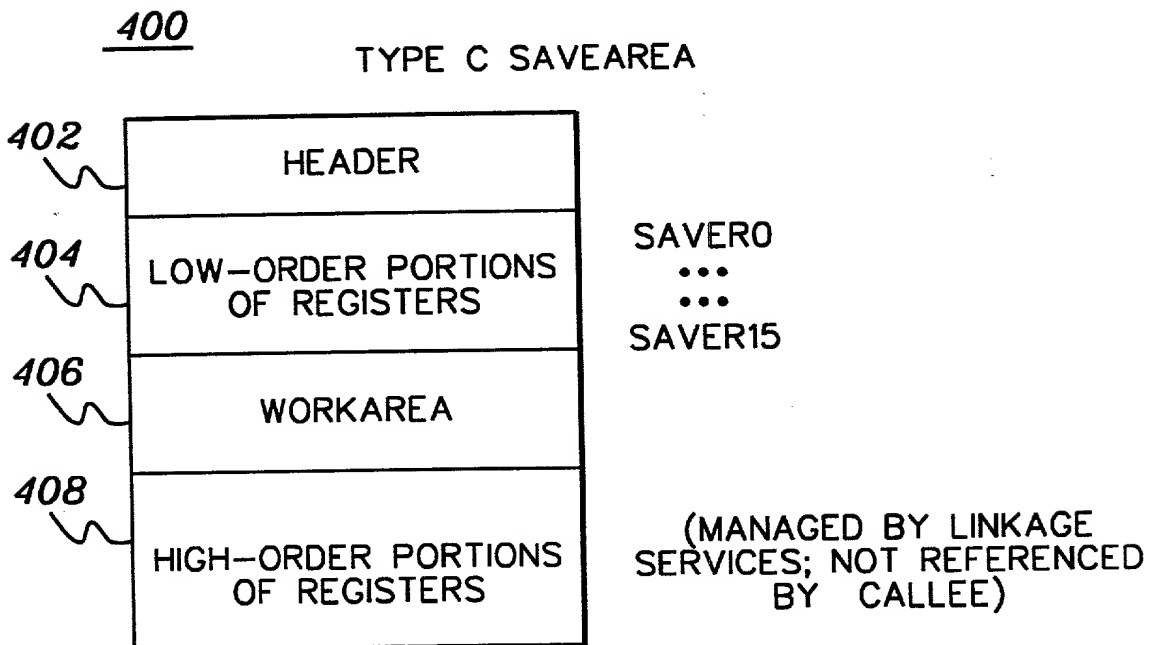 400
TYPE C SAVEAREA
402
HEADER
404
LOW-ORDER PORTIONS
OF REGISTERS
SAVER0
•••
•••
SAVER15
406
WORKAREA
408
HIGH-ORDER PORTIONS
OF REGISTERS
(MANAGED BY LINKAGE
SERVICES; NOT REFERENCED
BY CALLEE)